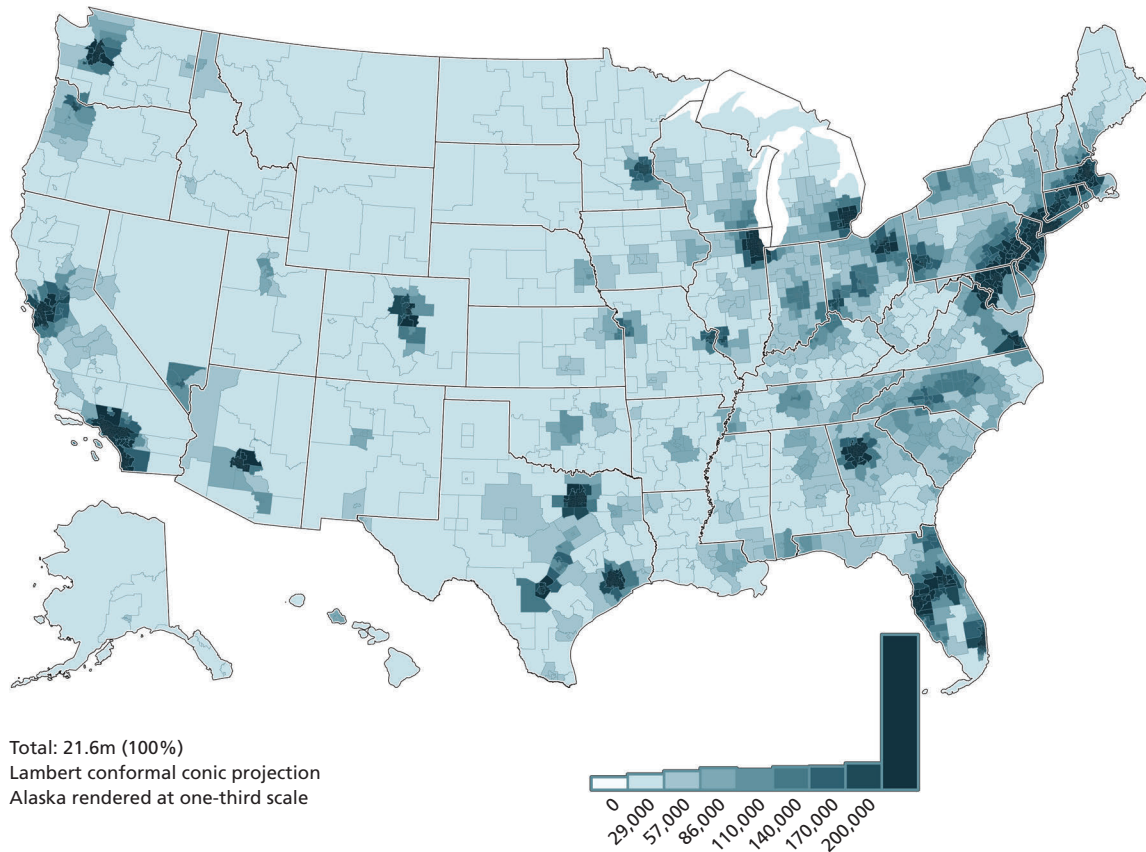 Total: 21.6m (100%)
Lambert conformal conic projection
Alaska rendered at one-third scale
0
29,000
57,000
86,000
110,000
140,000
170,000
200,000